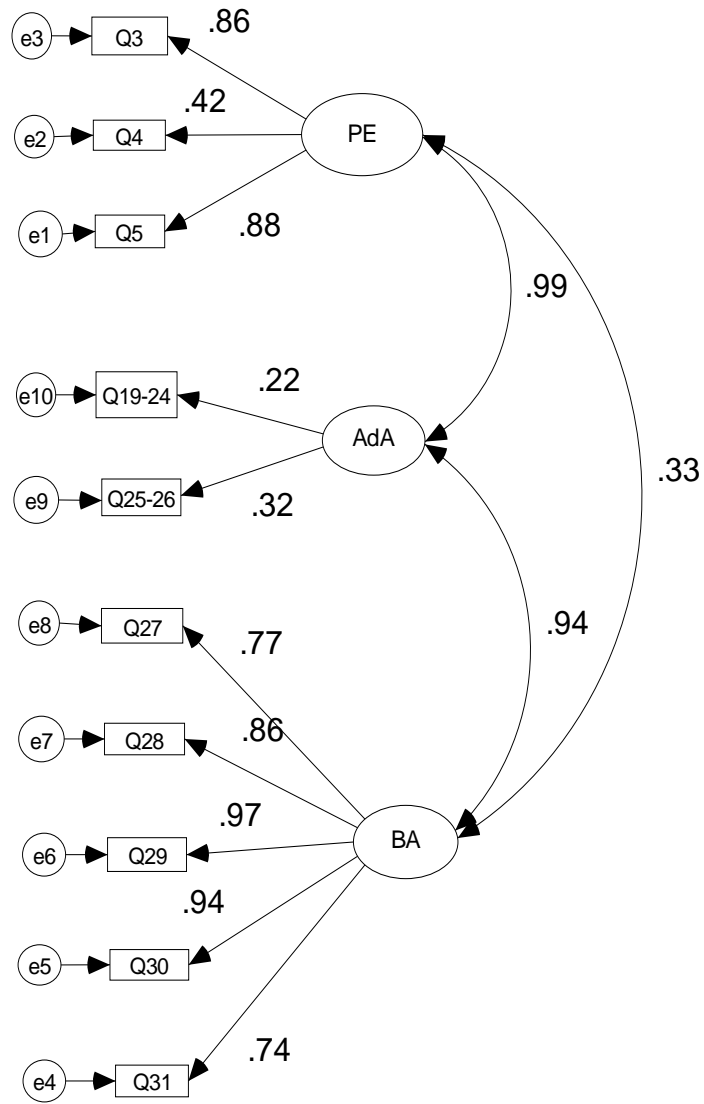 e3 Q3 .86
.42
e2 Q4 PE
e1 Q5 .88
.99
e10 Q19-24 .22
AdA
.33
e9 Q25-26 .32
e8 Q27 .77
.94
e7 Q28 .86
.97
e6 Q29 BA
.94
e5 Q30
.74
e4 Q31